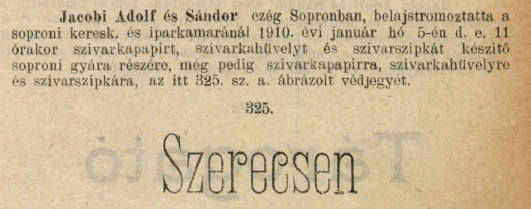 Jacobi Adolf és Sándor czég Sopronban, belajstromoztatta a
soproni keresk. és iparkamaránál 1910. évi január hó 5-én d. e. 11
órakor szivarkapapirt, szivarkahüvelyt és szivarszipkát készitő
soproni gyára részére, még pedig szivarkapapirra, szivarkahüvelyre
és szivarszipkára, az itt 325. sz. a. ábrázolt védjegyét.
325.
Szerecsen